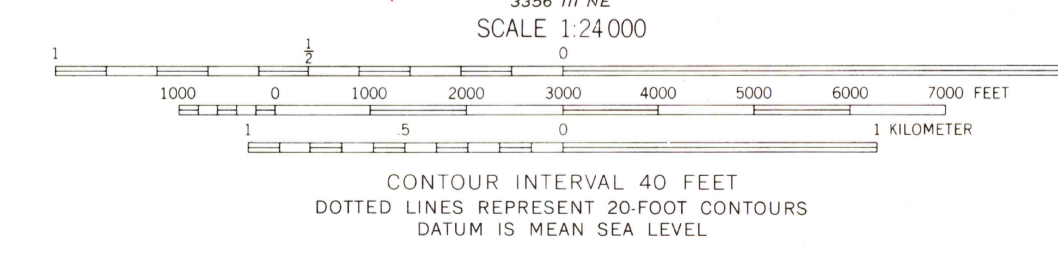 3356 III NE
SCALE 1:24 000
1 1/2 0
1000 0 1000 2000 3000 4000 5000 6000 7000 FEET
1 .5 0 1 KILOMETER
CONTOUR INTERVAL 40 FEET
DOTTED LINES REPRESENT 20-FOOT CONTOURS
DATUM IS MEAN SEA LEVEL